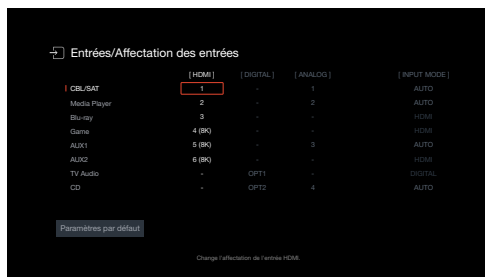 Entrées/Affectation des entrées
[ HDMI ] [ DIGITAL ] [ ANALOG ] [ INPUT MODE ]
CBL/SAT 1 - 1 AUTO
Media Player 2 - 2 AUTO
Blu-ray 3 - - HDMI
Game 4 (8K) - - HDMI
AUX1 5 (8K) - 3 AUTO
AUX2 6 (8K) - - HDMI
TV Audio - OPT1 - DIGITAL
CD - OPT2 4 AUTO
Paramètres par défaut
Change l'affectation de l'entrée HDMI.